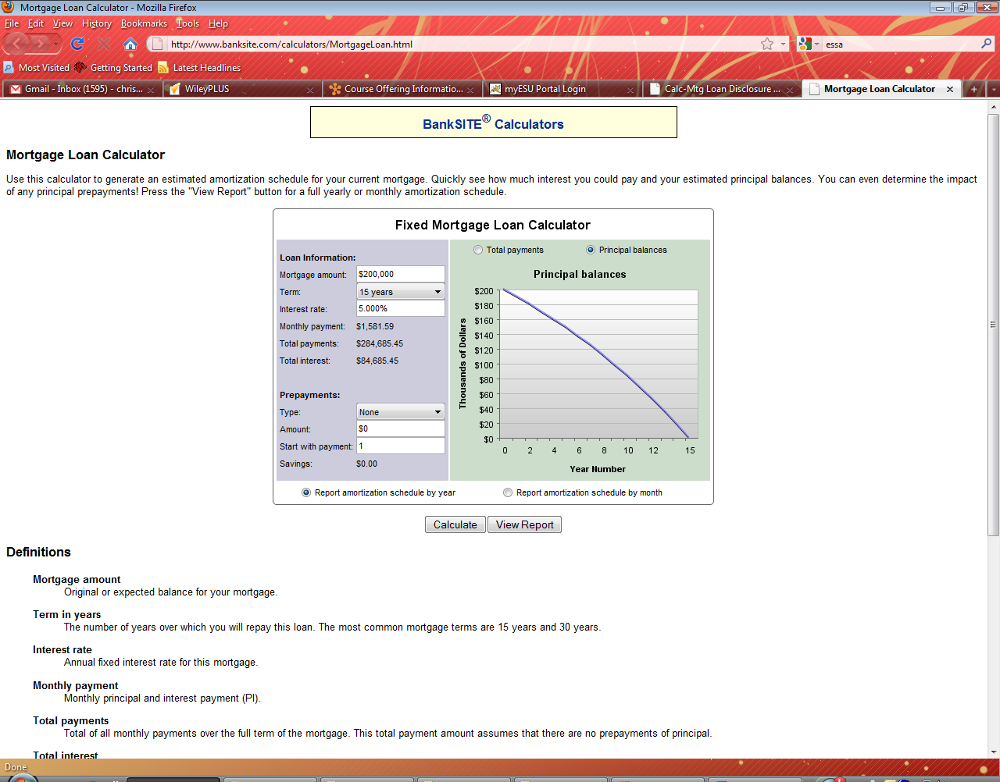 Mortgage Loan Calculator - Mozilla Firefox
File Edit View History Bookmarks Tools Help
http://www.banksite.com/calculators/MortgageLoan.html
essa
Most Visited Getting Started Latest Headlines
Gmail - Inbox (1595) - chris... WileyPLUS Course Offering Informatio... myESU Portal Login Calc-Mtg Loan Disclosure ... Mortgage Loan Calculator
BankSITE® Calculators
Mortgage Loan Calculator
Use this calculator to generate an estimated amortization schedule for your current mortgage. Quickly see how much interest you could pay and your estimated principal balances. You can even determine the impact
of any principal prepayments! Press the "View Report" button for a full yearly or monthly amortization schedule.
Fixed Mortgage Loan Calculator
Loan Information:
Mortgage amount: $200,000
Term: 15 years
Interest rate: 5.000%
Monthly payment: $1,581.59
Total payments: $284,685.45
Total interest: $84,685.45
Prepayments:
Type: None
Amount: $0
Start with payment: 1
Savings: $0.00
Total payments Principal balances
Principal balances
Thousands of Dollars
$200
$180
$160
$140
$120
$100
$80
$60
$40
$20
$0
0 2 4 6 8 10 12 15
Year Number
Report amortization schedule by year Report amortization schedule by month
Calculate View Report
Definitions
Mortgage amount
Original or expected balance for your mortgage.
Term in years
The number of years over which you will repay this loan. The most common mortgage terms are 15 years and 30 years.
Interest rate
Annual fixed interest rate for this mortgage.
Monthly payment
Monthly principal and interest payment (PI).
Total payments
Total of all monthly payments over the full term of the mortgage. This total payment amount assumes that there are no prepayments of principal.
Total interest
Done